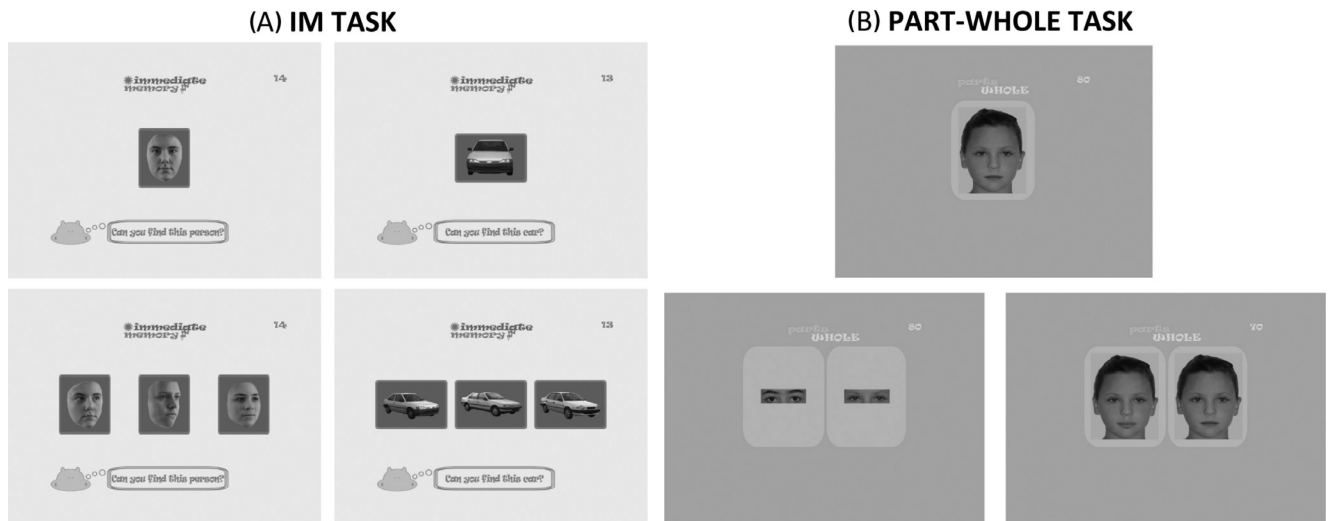 (A) IM TASK
(B) PART-WHOLE TASK
immediate
memory
14
immediate
memory
13
Can you find this person?
Can you find this car?
parts
WHOLE
80
immediate
memory
14
immediate
memory
13
Can you find this person?
Can you find this car?
parts
WHOLE
80
parts
WHOLE
70